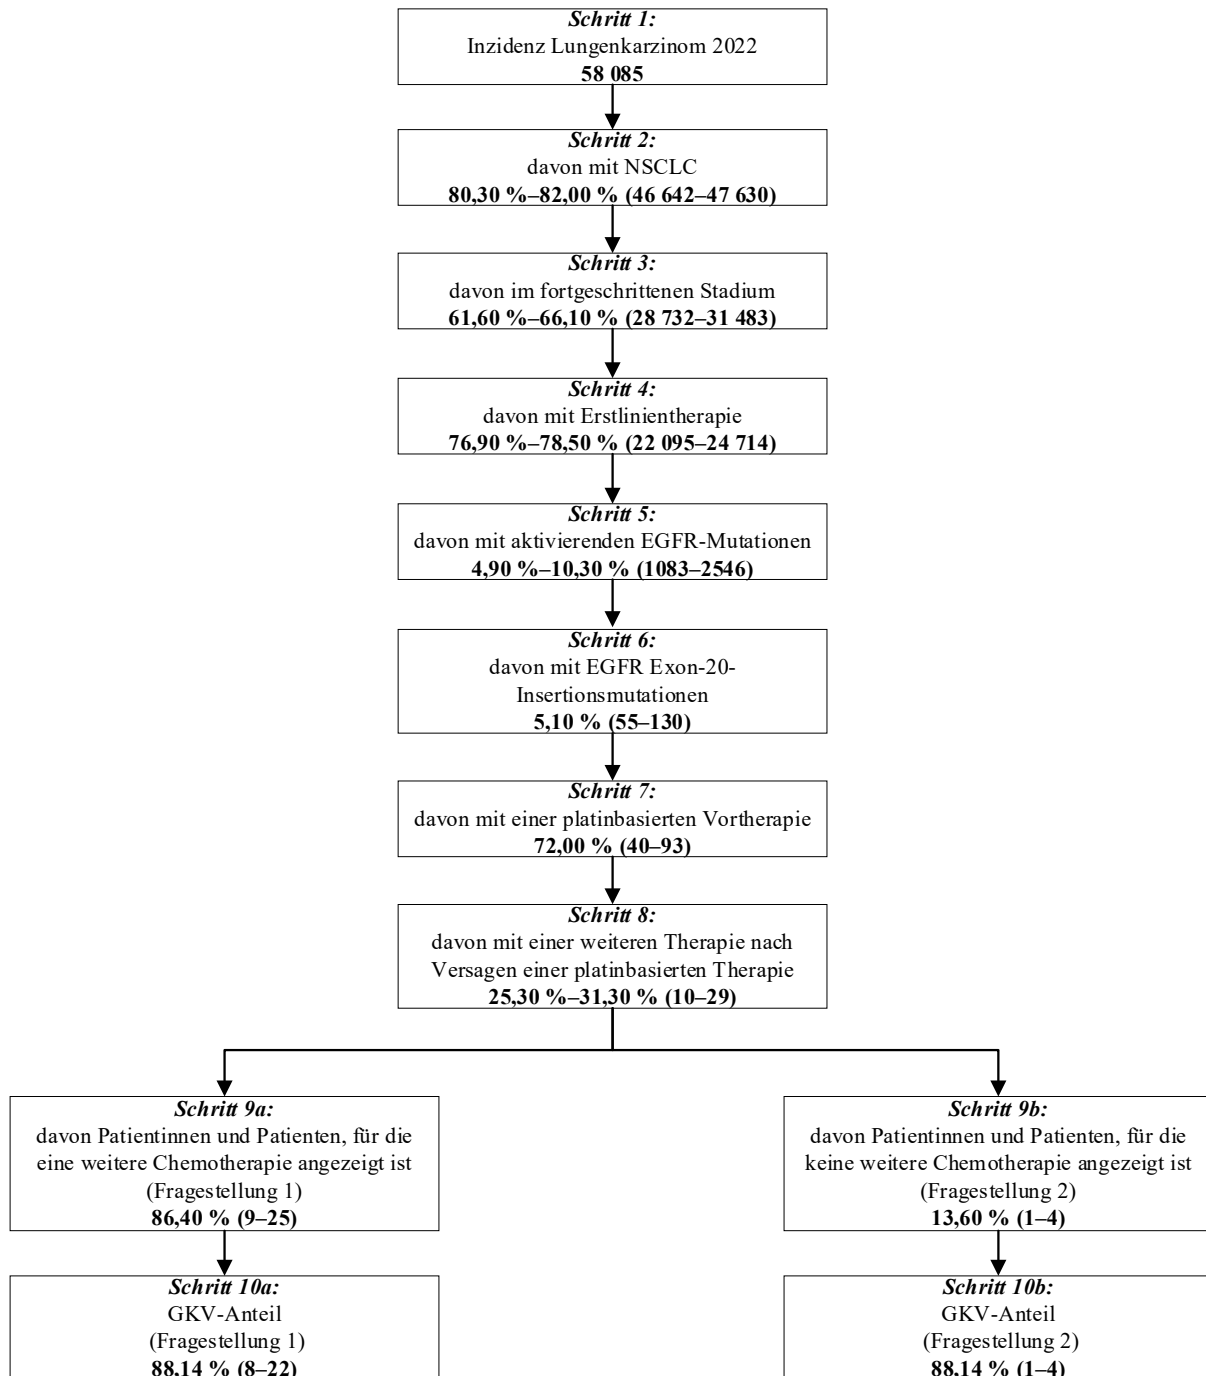 Schritt 1:
Inzidenz Lungenkarzinom 2022
58 085
Schritt 2:
davon mit NSCLC
80,30 %–82,00 % (46 642–47 630)
Schritt 3:
davon im fortgeschrittenen Stadium
61,60 %–66,10 % (28 732–31 483)
Schritt 4:
davon mit Erstlinientherapie
76,90 %–78,50 % (22 095–24 714)
Schritt 5:
davon mit aktivierenden EGFR-Mutationen
4,90 %–10,30 % (1083–2546)
Schritt 6:
davon mit EGFR Exon-20-
Insertionsmutationen
5,10 % (55–130)
Schritt 7:
davon mit einer platinbasierten Vortherapie
72,00 % (40–93)
Schritt 8:
davon mit einer weiteren Therapie nach
Versagen einer platinbasierten Therapie
25,30 %–31,30 % (10–29)
Schritt 9a:
davon Patientinnen und Patienten, für die
eine weitere Chemotherapie angezeigt ist
(Fragestellung 1)
86,40 % (9–25)
Schritt 9b:
davon Patientinnen und Patienten, für die
keine weitere Chemotherapie angezeigt ist
(Fragestellung 2)
13,60 % (1–4)
Schritt 10a:
GKV-Anteil
(Fragestellung 1)
88,14 % (8–22)
Schritt 10b:
GKV-Anteil
(Fragestellung 2)
88,14 % (1–4)